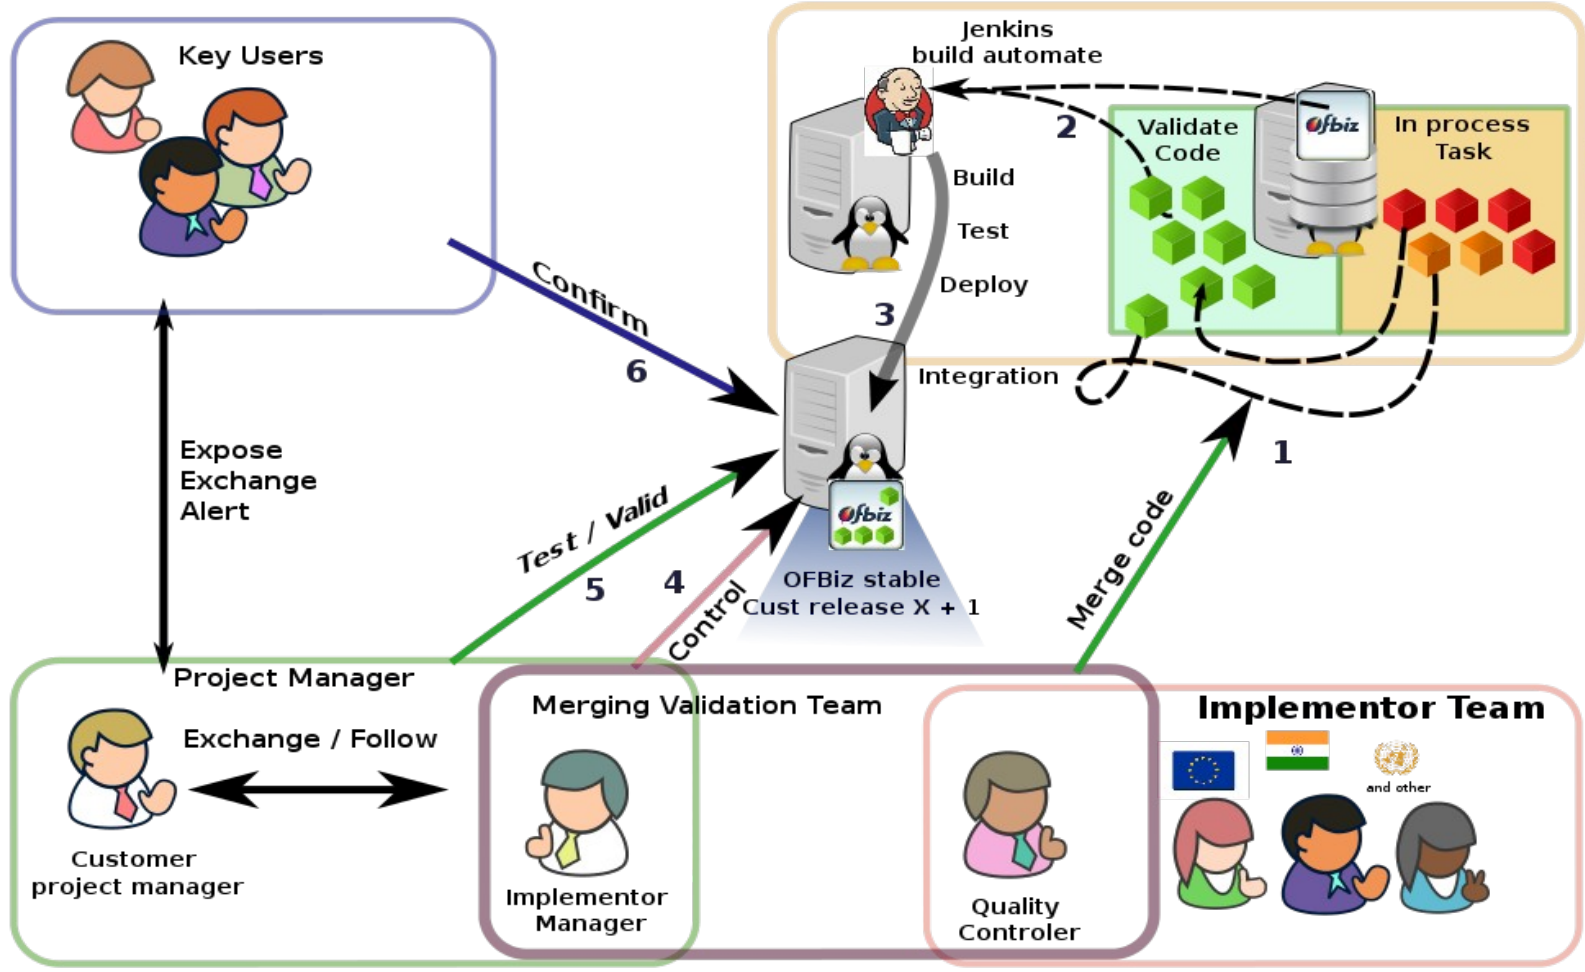 Key Users
Jenkins
build automate
2
Validate
Code
Ofbiz
In process
Task
Build
Test
Deploy
3
Integration
Confirm
6
1
Expose
Exchange
Alert
Test / Valid
5
4
Control
Ofbiz
OFBiz stable
Cust release X + 1
Merge code
Project Manager
Exchange / Follow
Customer
project manager
Merging Validation Team
Implementor
Manager
Quality
Controler
Implementor Team
and other